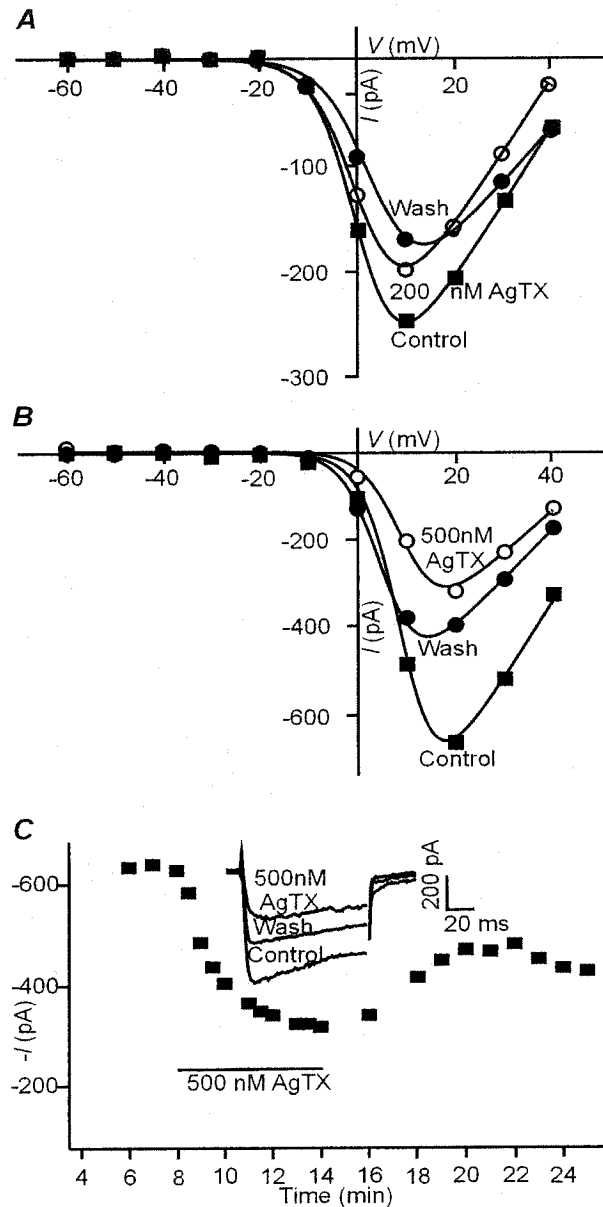 A
V (mV)
-60 -40 -20 20 40
I (pA)
-100
Wash
-200
200 nM AgTX
Control
-300
B
V (mV)
-60 -40 -20 20 40
500nM
AgTX
-200
I (pA)
-400
Wash
-600
Control
C
-600
500nM
AgTX
Wash
Control
200 pA
20 ms
-I (pA)
-400
-200
500 nM AgTX
4 6 8 10 12 14 16 18 20 22 24
Time (min)